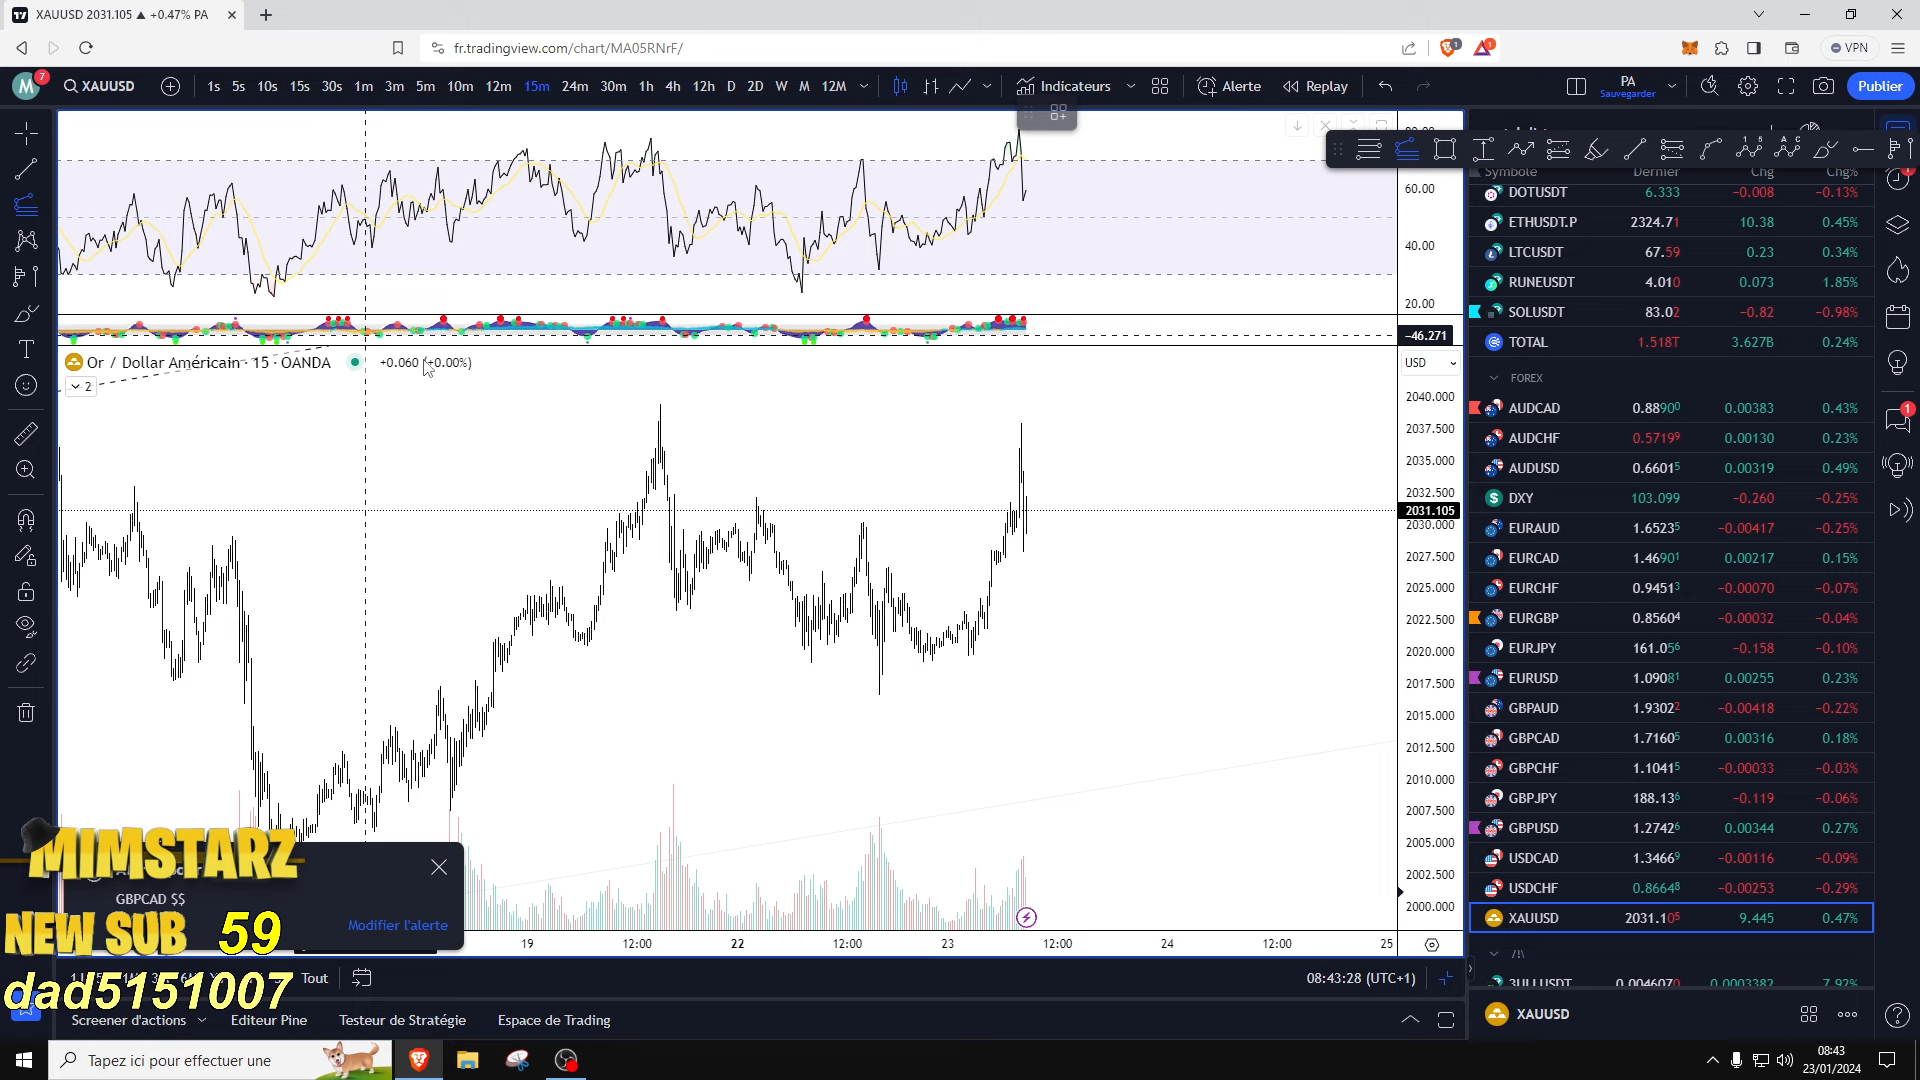 XAUUSD 2031.105 ▲ +0.47% PA
fr.tradingview.com/chart/MA05RNrF/
VPN
M 7 XAUUSD 1s 5s 10s 15s 30s 1m 3m 5m 10m 12m 15m 24m 30m 1h 4h 12h D 2D W M 12M Indicateurs Alerte Replay PA Sauvegarder Publier
Symbole Dernier Chg Chg%
DOTUSDT 6.333 −0.008 −0.13%
ETHUSDT.P 2324.71 10.38 0.45%
LTCUSDT 67.59 0.23 0.34%
RUNEUSDT 4.010 0.073 1.85%
SOLUSDT 83.02 −0.82 −0.98%
TOTAL 1.518T 3.627B 0.24%
FOREX
AUDCAD 0.88900 0.00383 0.43%
AUDCHF 0.57199 0.00130 0.23%
AUDUSD 0.66015 0.00319 0.49%
DXY 103.099 −0.260 −0.25%
EURAUD 1.65235 −0.00417 −0.25%
EURCAD 1.46901 0.00217 0.15%
EURCHF 0.94513 −0.00070 −0.07%
EURGBP 0.85604 −0.00032 −0.04%
EURJPY 161.056 −0.158 −0.10%
EURUSD 1.09081 0.00255 0.23%
GBPAUD 1.93022 −0.00418 −0.22%
GBPCAD 1.71605 0.00316 0.18%
GBPCHF 1.10415 −0.00033 −0.03%
GBPJPY 188.136 −0.119 −0.06%
GBPUSD 1.27426 0.00344 0.27%
USDCAD 1.34669 −0.00116 −0.09%
USDCHF 0.86648 −0.00253 −0.29%
XAUUSD 2031.105 9.445 0.47%
3ULLUSDT 0.0046070 0.0003382 7.92%
XAUUSD
80.00
60.00
40.00
20.00
−46.271
Or / Dollar Américain · 15 · OANDA +0.060 (+0.00%)
2
USD
2040.000
2037.500
2035.000
2032.500
2031.105
2030.000
2027.500
2025.000
2022.500
2020.000
2017.500
2015.000
2012.500
2010.000
2007.500
2005.000
2002.500
2000.000
19 12:00 22 12:00 23 12:00 24 12:00 25
MIMSTARZ
GBPCAD $$
Modifier l'alerte
NEW SUB 59
dad5151007
Tout
08:43:28 (UTC+1)
Screener d'actions Editeur Pine Testeur de Stratégie Espace de Trading
Tapez ici pour effectuer une
08:43
23/01/2024